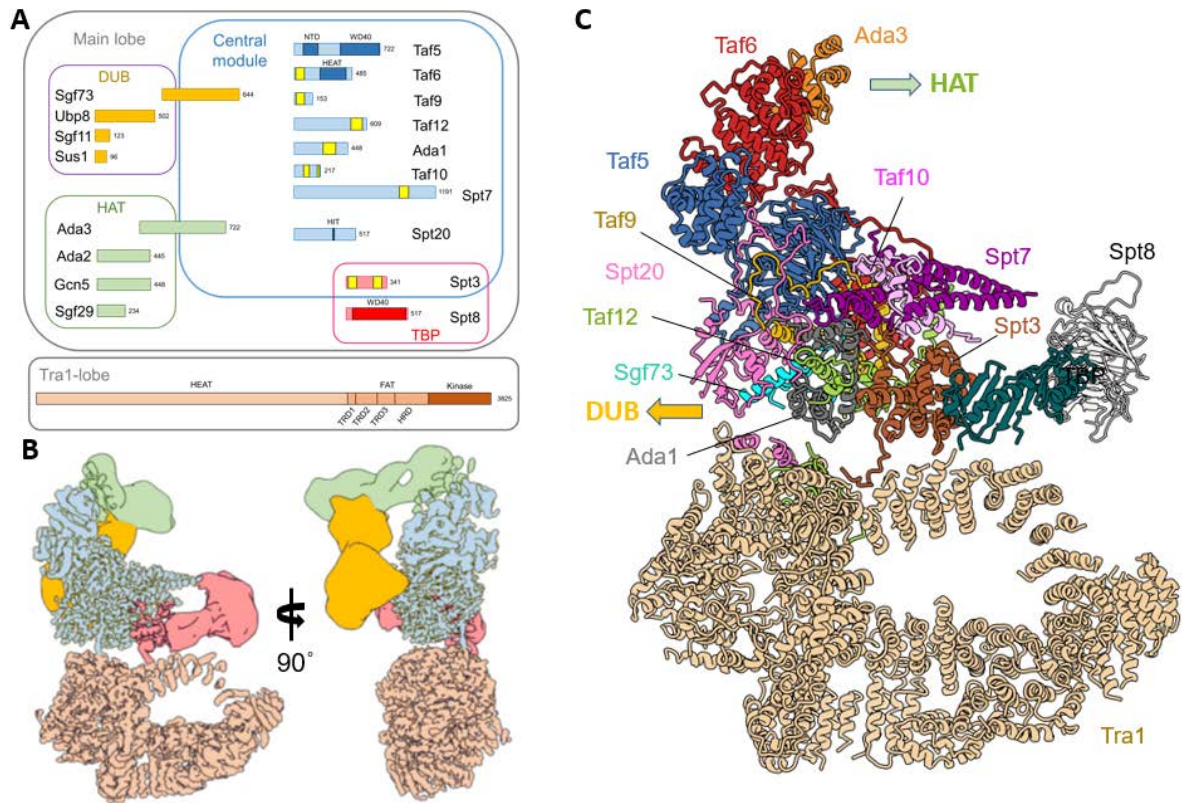 A
Main lobe
Central
module
DUB
Sgf73 644
Ubp8 502
Sgf11 123
Sus1 96
HAT
Ada3 722
Ada2 445
Gcn5 448
Sgf29 234
NTD WD40
722 Taf5
HEAT
485 Taf6
153 Taf9
609 Taf12
448 Ada1
217 Taf10
1191 Spt7
HIT
517 Spt20
341 Spt3
WD40
517 Spt8
TBP
Tra1-lobe
HEAT FAT Kinase
3825
TRD1 TRD2 TRD3 HRD
B
90°
C
Taf6
Ada3
HAT
Taf5
Taf10
Taf9
Spt7
Spt8
Spt20
Taf12
Spt3
Sgf73
TBP
DUB
Ada1
Tra1